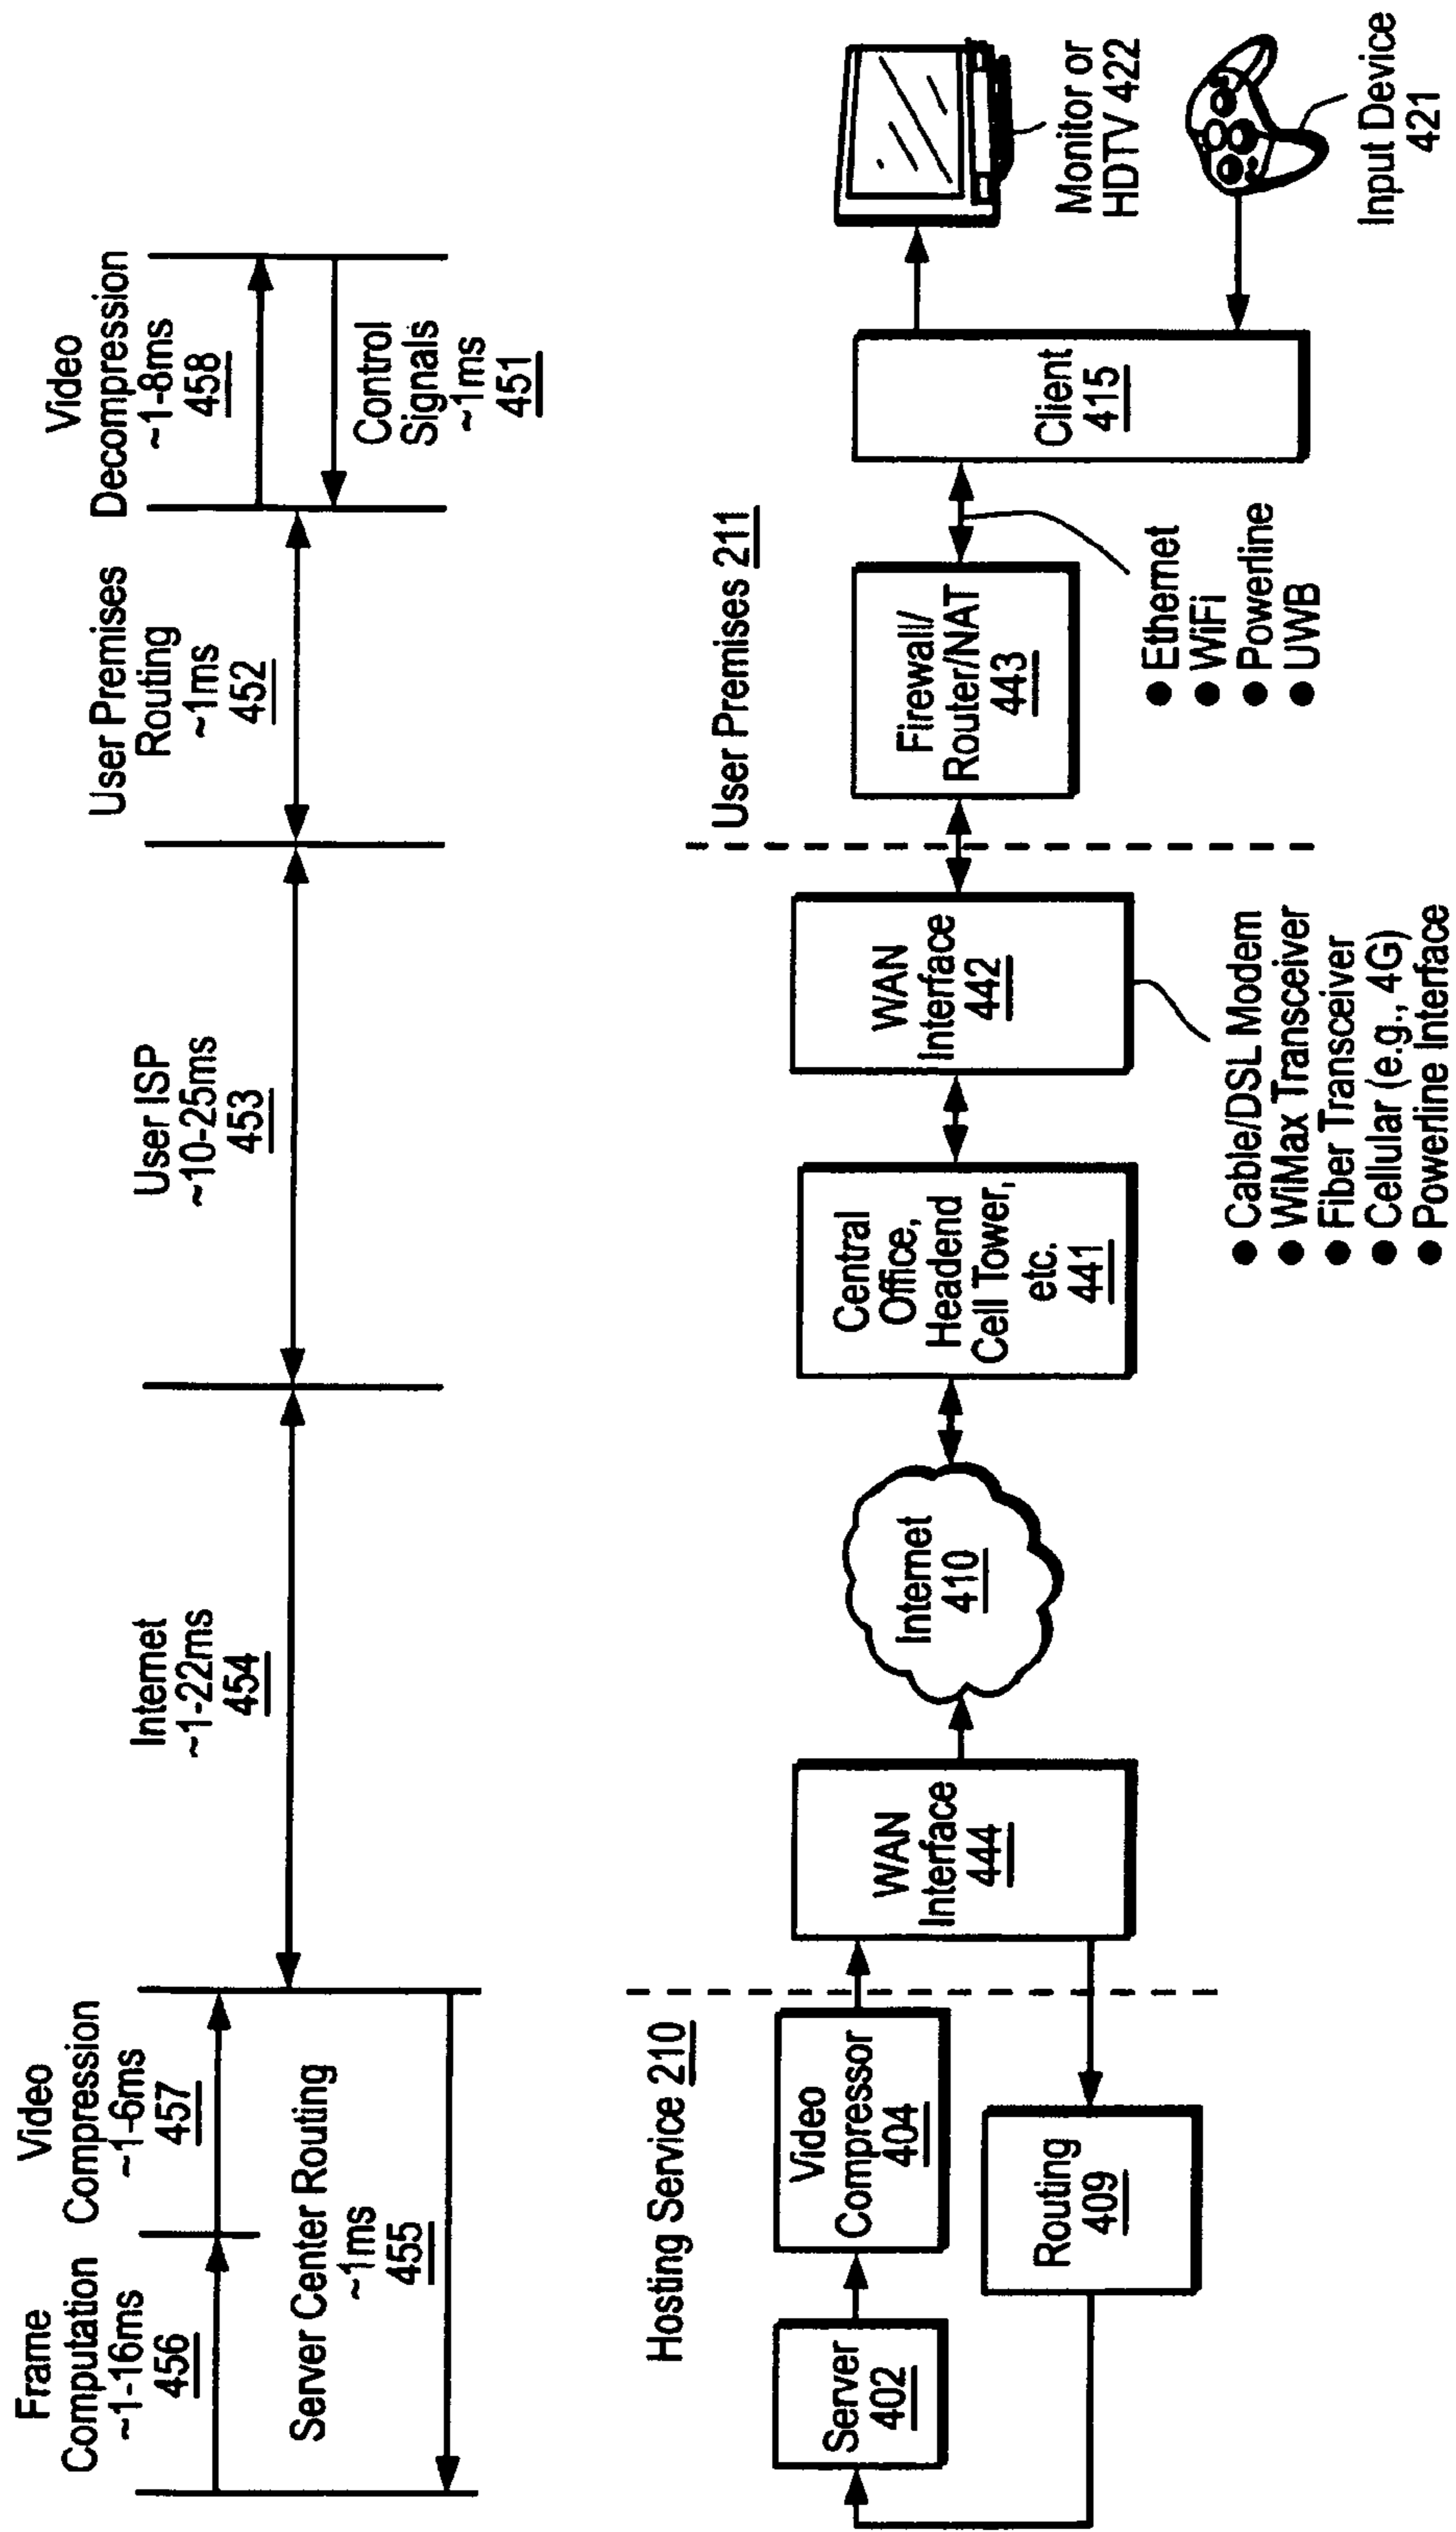 Frame
Computation
~1-16ms
456
Video
Compression
~1-6ms
457
Server Center Routing
~1ms
455
Internet
~1-22ms
454
User ISP
~10-25ms
453
User Premises
Routing
~1ms
452
Video
Decompression
~1-8ms
458
Control
Signals
~1ms
451
Hosting Service 210
Server
402
Video
Compressor
404
Routing
409
WAN
Interface
444
Internet
410
Central
Office,
Headend
Cell Tower,
etc.
441
WAN
Interface
442
● Cable/DSL Modem
● WiMax Transceiver
● Fiber Transceiver
● Cellular (e.g., 4G)
● Powerline Interface
User Premises 211
Firewall/
Router/NAT
443
● Ethernet
● WiFi
● Powerline
● UWB
Client
415
Monitor or
HDTV 422
Input Device
421